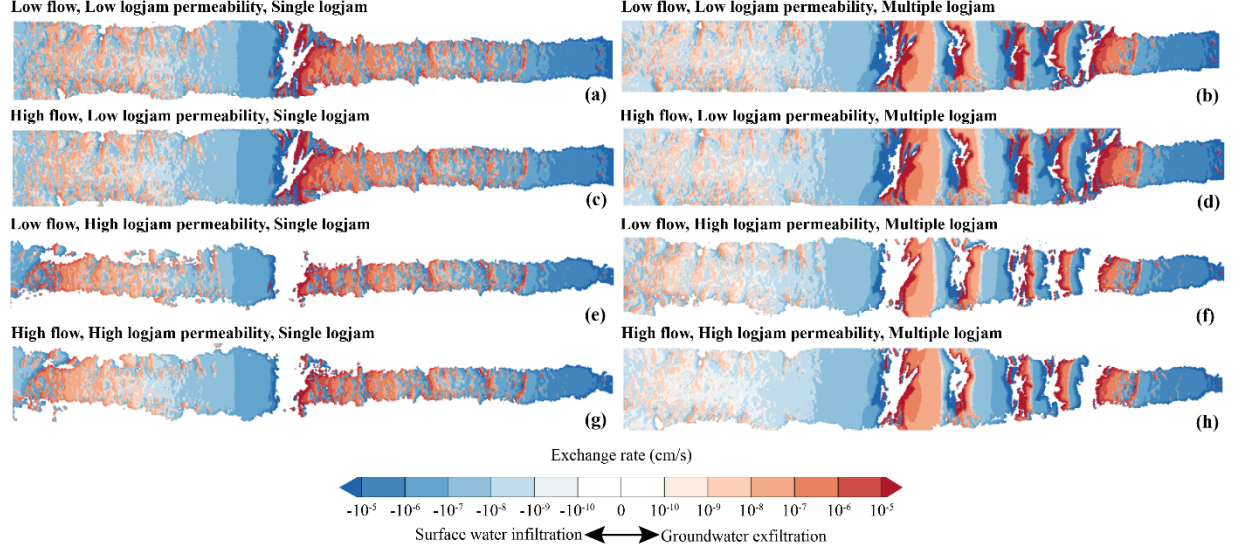 Low flow, Low logjam permeability, Single logjam
Low flow, Low logjam permeability, Multiple logjam
(a)
(b)
High flow, Low logjam permeability, Single logjam
High flow, Low logjam permeability, Multiple logjam
(c)
(d)
Low flow, High logjam permeability, Single logjam
Low flow, High logjam permeability, Multiple logjam
(e)
(f)
High flow, High logjam permeability, Single logjam
High flow, High logjam permeability, Multiple logjam
(g)
(h)
Exchange rate (cm/s)
-10⁻⁵ -10⁻⁶ -10⁻⁷ -10⁻⁸ -10⁻⁹ -10⁻¹⁰ 0 10⁻¹⁰ 10⁻⁹ 10⁻⁸ 10⁻⁷ 10⁻⁶ 10⁻⁵
Surface water infiltration Groundwater exfiltration